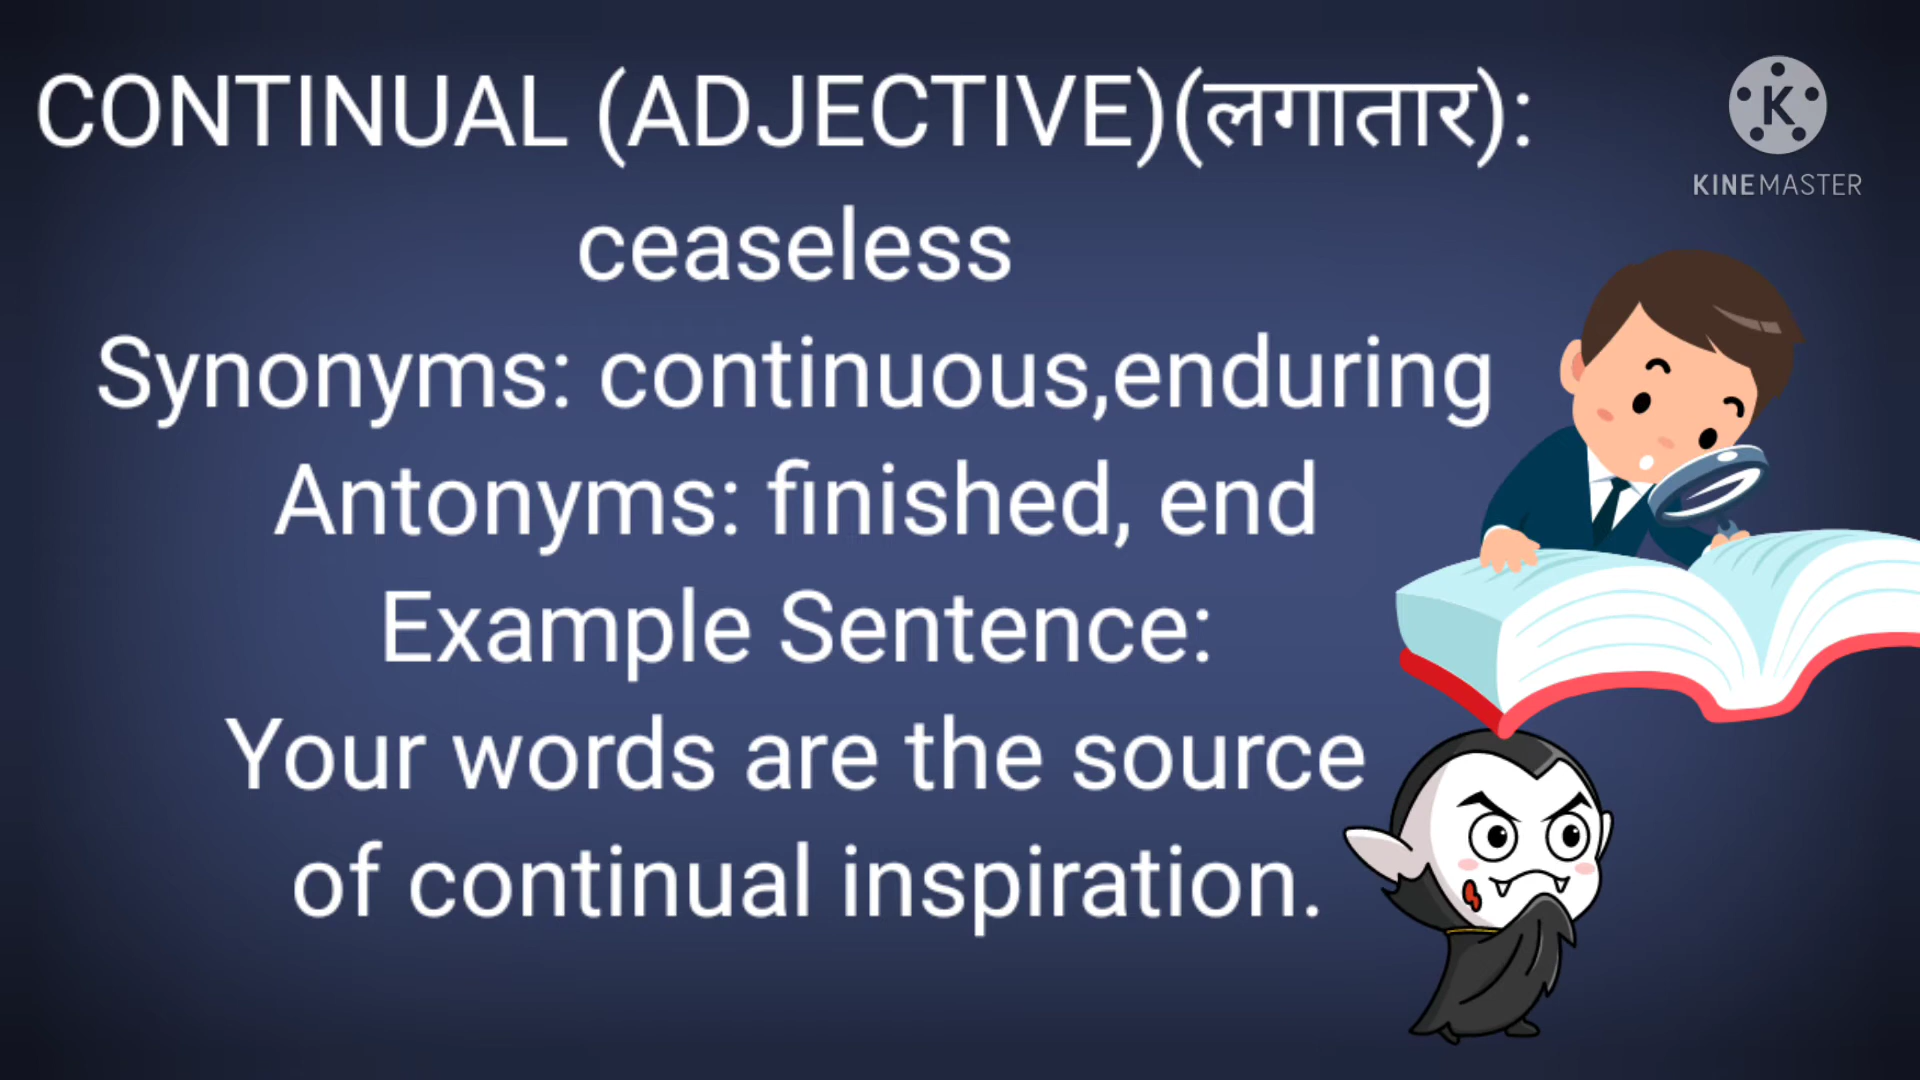 CONTINUAL (ADJECTIVE)(लगातार):
ceaseless
Synonyms: continuous,enduring
Antonyms: finished, end
Example Sentence:
Your words are the source
of continual inspiration.
K
KINEMASTER